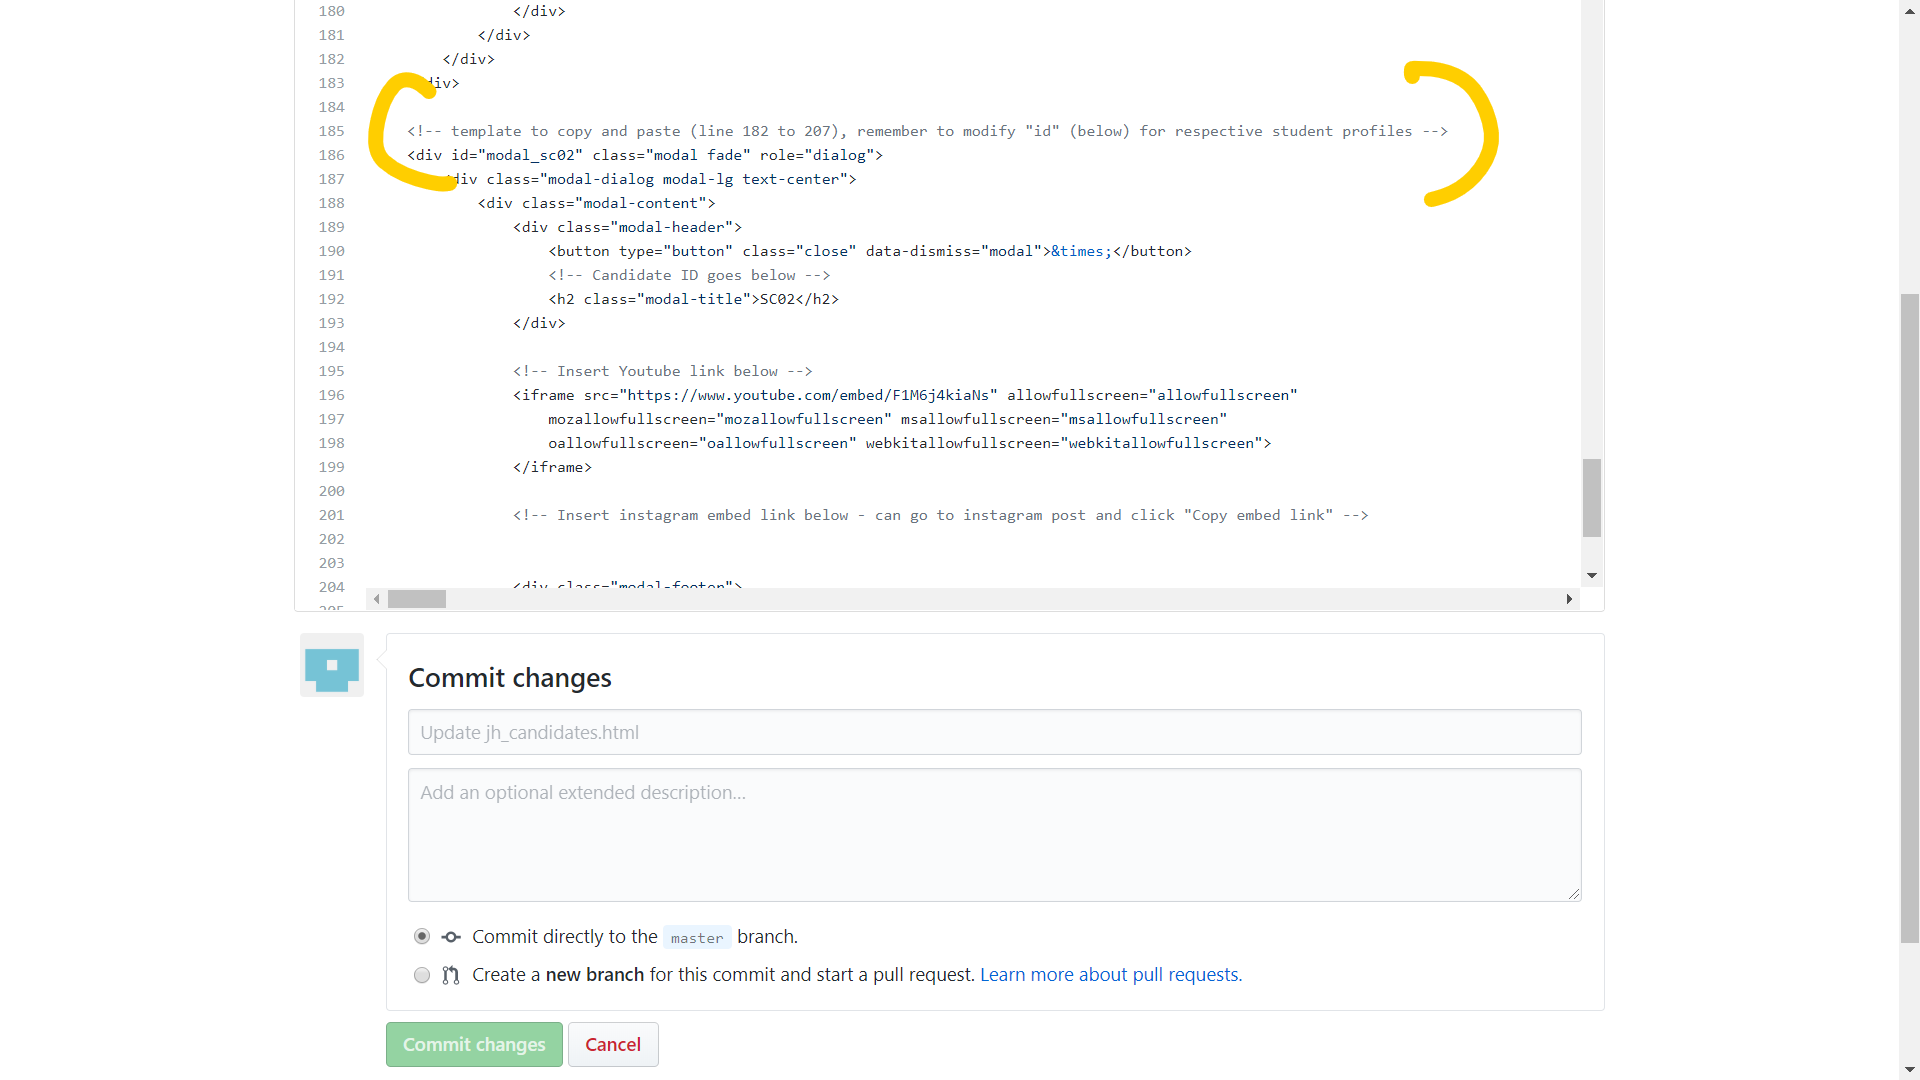 180 </div>
181 </div>
182 </div>
183 div>
184
185 <!-- template to copy and paste (line 182 to 207), remember to modify "id" (below) for respective student profiles -->
186 <div id="modal_sc02" class="modal fade" role="dialog">
187 div class="modal-dialog modal-lg text-center">
188 <div class="modal-content">
189 <div class="modal-header">
190 <button type="button" class="close" data-dismiss="modal">&times;</button>
191 <!-- Candidate ID goes below -->
192 <h2 class="modal-title">SC02</h2>
193 </div>
194
195 <!-- Insert Youtube link below -->
196 <iframe src="https://www.youtube.com/embed/F1M6j4kiaNs" allowfullscreen="allowfullscreen"
197 mozallowfullscreen="mozallowfullscreen" msallowfullscreen="msallowfullscreen"
198 oallowfullscreen="oallowfullscreen" webkitallowfullscreen="webkitallowfullscreen">
199 </iframe>
200
201 <!-- Insert instagram embed link below - can go to instagram post and click "Copy embed link" -->
202
203
204 <div class="modal-footer">
205
Commit changes
Update jh_candidates.html
Add an optional extended description...
Commit directly to the master branch.
Create a new branch for this commit and start a pull request. Learn more about pull requests.
Commit changes Cancel